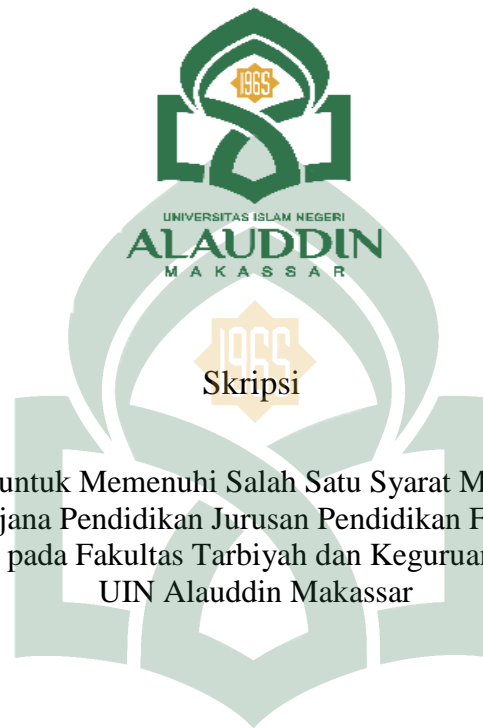 1965
UNIVERSITAS ISLAM NEGERI
ALAUDDIN
MAKASSAR
1965
Skripsi
untuk Memenuhi Salah Satu Syarat M
jana Pendidikan Jurusan Pendidikan F
pada Fakultas Tarbiyah dan Keguruan
UIN Alauddin Makassar